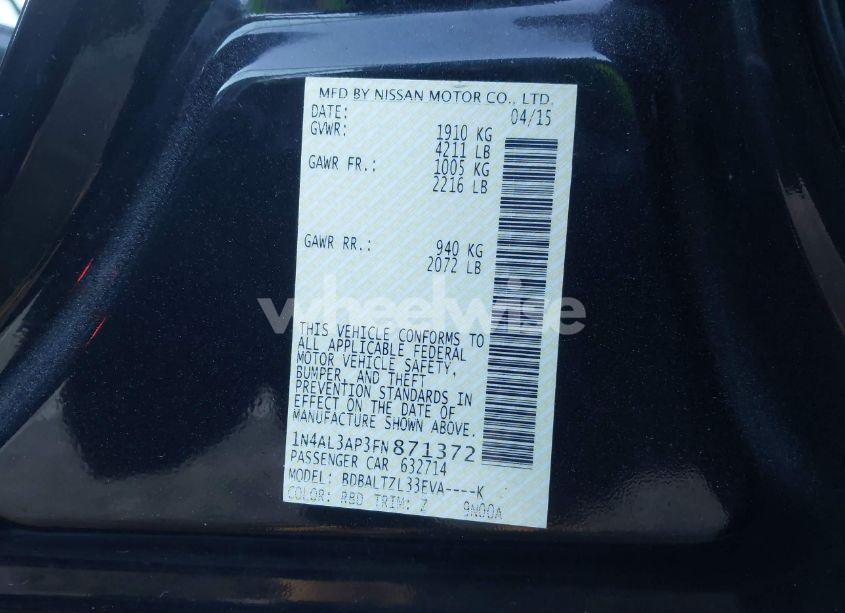 MFD BY NISSAN MOTOR CO., LTD.
DATE: 04/15
GVWR: 1910 KG
4211 LB
GAWR FR.: 1005 KG
2216 LB
GAWR RR.: 940 KG
2072 LB
wheelwise
THIS VEHICLE CONFORMS TO
ALL APPLICABLE FEDERAL
MOTOR VEHICLE SAFETY,
BUMPER, AND THEFT
PREVENTION STANDARDS IN
EFFECT ON THE DATE OF
MANUFACTURE SHOWN ABOVE.
1N4AL3AP3FN871372
PASSENGER CAR 632714
MODEL: BDBALTZL33EVA----K
COLOR: RBD TRIM: Z 9N00A